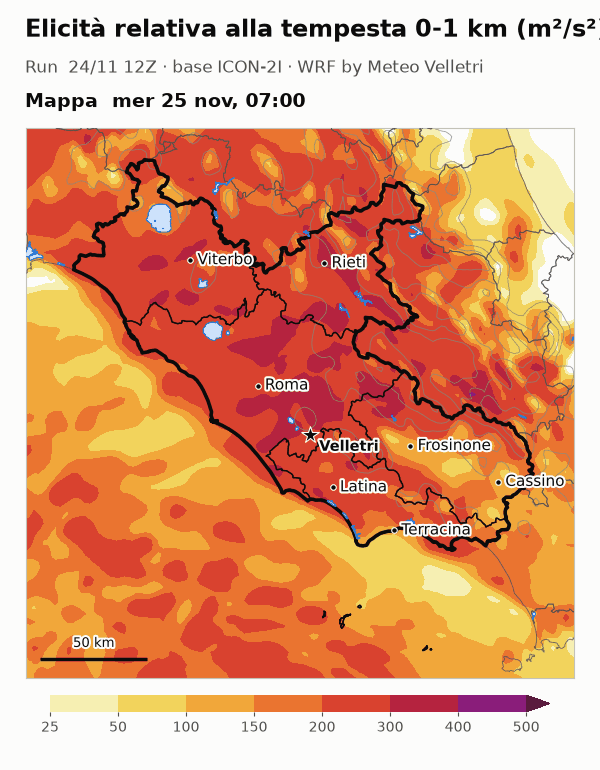 Elicità relativa alla tempesta 0-1 km (m²/s²)
Run 24/11 12Z · base ICON-2I · WRF by Meteo Velletri
Mappa mer 25 nov, 07:00
Viterbo
Rieti
Roma
Velletri
Frosinone
Cassino
Latina
Terracina
50 km
25 50 100 150 200 300 400 500